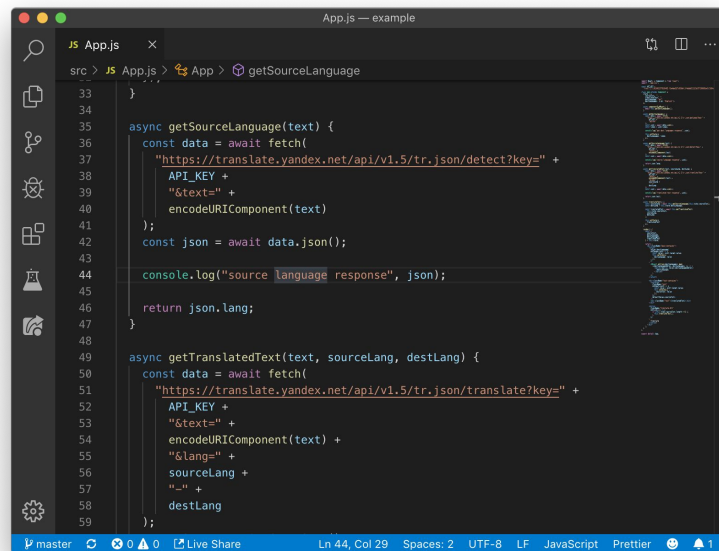 App.js — example
JS App.js ×
src > JS App.js > App > getSourceLanguage
33 }
34
35 async getSourceLanguage(text) {
36 const data = await fetch(
37 "https://translate.yandex.net/api/v1.5/tr.json/detect?key=" +
38 API_KEY +
39 "&text=" +
40 encodeURIComponent(text)
41 );
42 const json = await data.json();
43
44 console.log("source language response", json);
45
46 return json.lang;
47 }
48
49 async getTranslatedText(text, sourceLang, destLang) {
50 const data = await fetch(
51 "https://translate.yandex.net/api/v1.5/tr.json/translate?key=" +
52 API_KEY +
53 "&text=" +
54 encodeURIComponent(text) +
55 "&lang=" +
56 sourceLang +
57 "-" +
58 destLang
59 );
master 0 0 Live Share Ln 44, Col 29 Spaces: 2 UTF-8 LF JavaScript Prettier 1